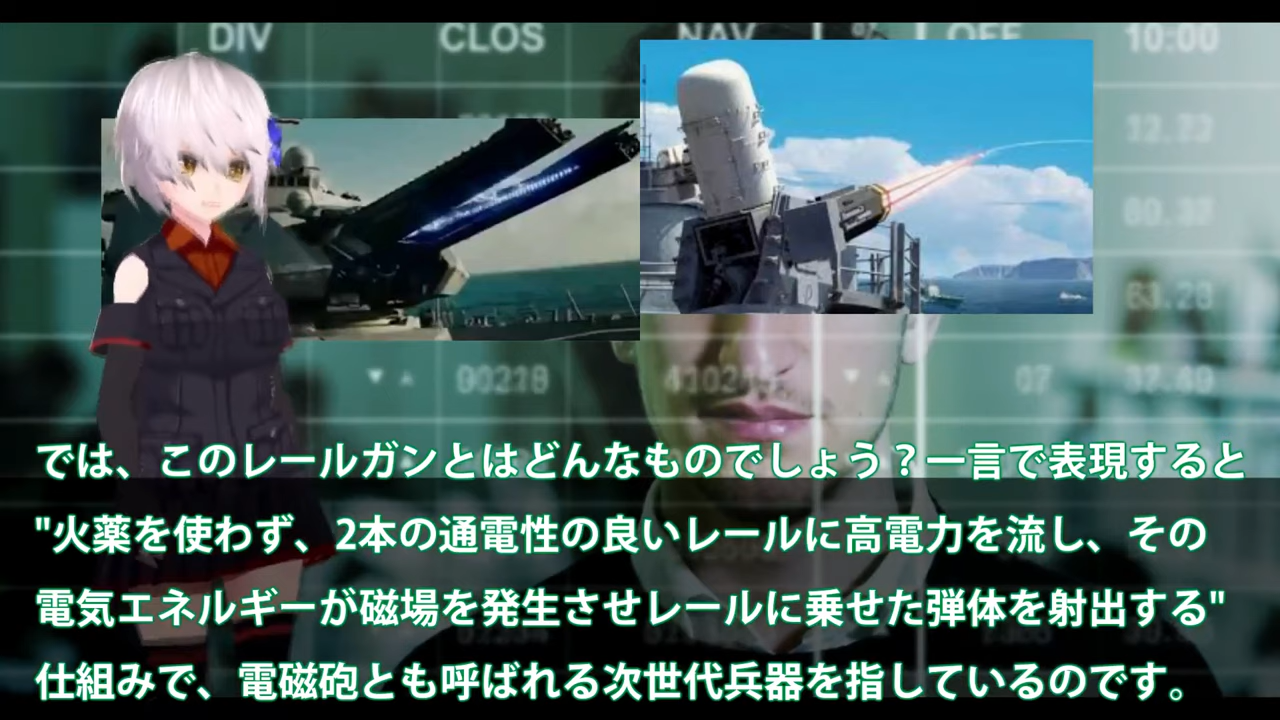 DIV CLOS NAV OFF 10:00
12.22
63.28
00218
67
では、このレールガンとはどんなものでしょう？一言で表現すると
"火薬を使わず、2本の通電性の良いレールに高電力を流し、その
電気エネルギーが磁場を発生させレールに乗せた弾体を射出する"
仕組みで、電磁砲とも呼ばれる次世代兵器を指しているのです。